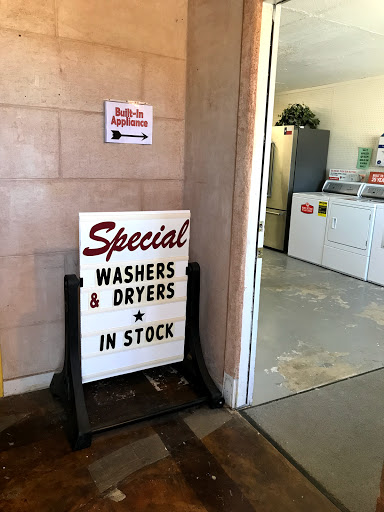 Built-In
Appliance
Special
WASHERS
& DRYERS
★
IN STOCK